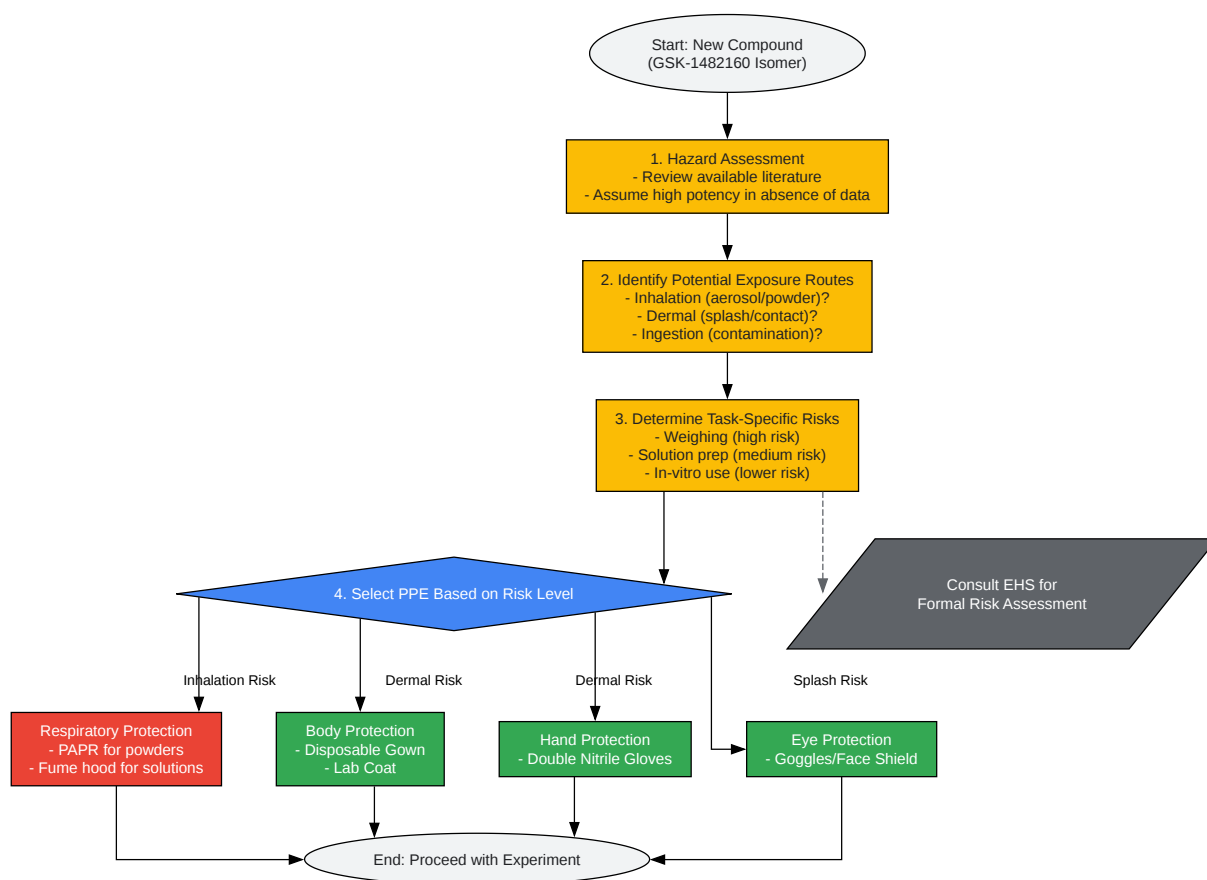 Start: New Compound
(GSK-1482160 Isomer)
1. Hazard Assessment
- Review available literature
- Assume high potency in absence of data
2. Identify Potential Exposure Routes
- Inhalation (aerosol/powder)?
- Dermal (splash/contact)?
- Ingestion (contamination)?
3. Determine Task-Specific Risks
- Weighing (high risk)
- Solution prep (medium risk)
- In-vitro use (lower risk)
4. Select PPE Based on Risk Level
Consult EHS for
Formal Risk Assessment
Inhalation Risk
Dermal Risk
Dermal Risk
Splash Risk
Respiratory Protection
- PAPR for powders
- Fume hood for solutions
Body Protection
- Disposable Gown
- Lab Coat
Hand Protection
- Double Nitrile Gloves
Eye Protection
- Goggles/Face Shield
End: Proceed with Experiment